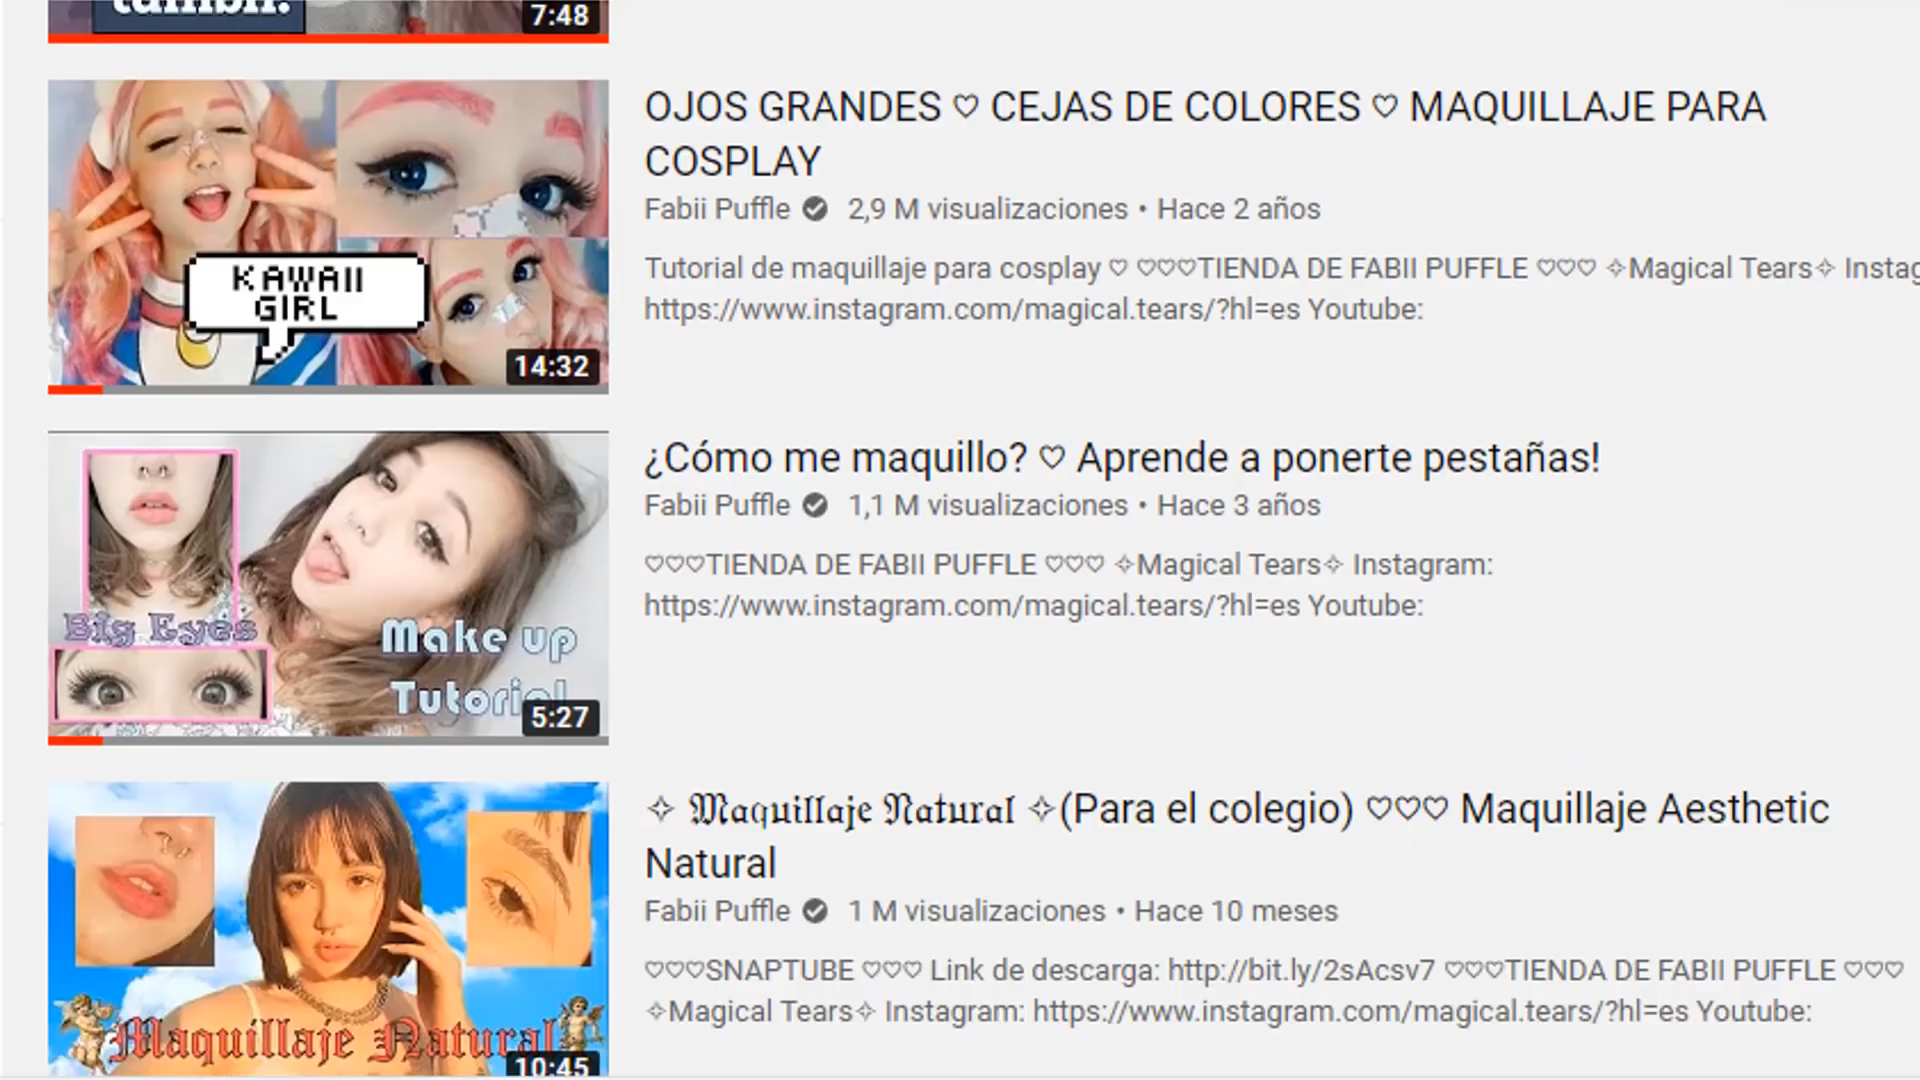 tumblr.
7:48
KAWAII
GIRL
14:32
OJOS GRANDES ♡ CEJAS DE COLORES ♡ MAQUILLAJE PARA
COSPLAY
Fabii Puffle 2,9 M visualizaciones • Hace 2 años
Tutorial de maquillaje para cosplay ♡ ♡♡♡TIENDA DE FABII PUFFLE ♡♡♡ ✧Magical Tears✧ Instag
https://www.instagram.com/magical.tears/?hl=es Youtube:
Big Eyes
Make up
Tutorial
5:27
¿Cómo me maquillo? ♡ Aprende a ponerte pestañas!
Fabii Puffle 1,1 M visualizaciones • Hace 3 años
♡♡♡TIENDA DE FABII PUFFLE ♡♡♡ ✧Magical Tears✧ Instagram:
https://www.instagram.com/magical.tears/?hl=es Youtube:
Maquillaje Natural
10:45
✧ 𝔐𝔞𝔮𝔲𝔦𝔩𝔩𝔞𝔧𝔢 𝔑𝔞𝔱𝔲𝔯𝔞𝔩 ✧(Para el colegio) ♡♡♡ Maquillaje Aesthetic
Natural
Fabii Puffle 1 M visualizaciones • Hace 10 meses
♡♡♡SNAPTUBE ♡♡♡ Link de descarga: http://bit.ly/2sAcsv7 ♡♡♡TIENDA DE FABII PUFFLE ♡♡♡
✧Magical Tears✧ Instagram: https://www.instagram.com/magical.tears/?hl=es Youtube: